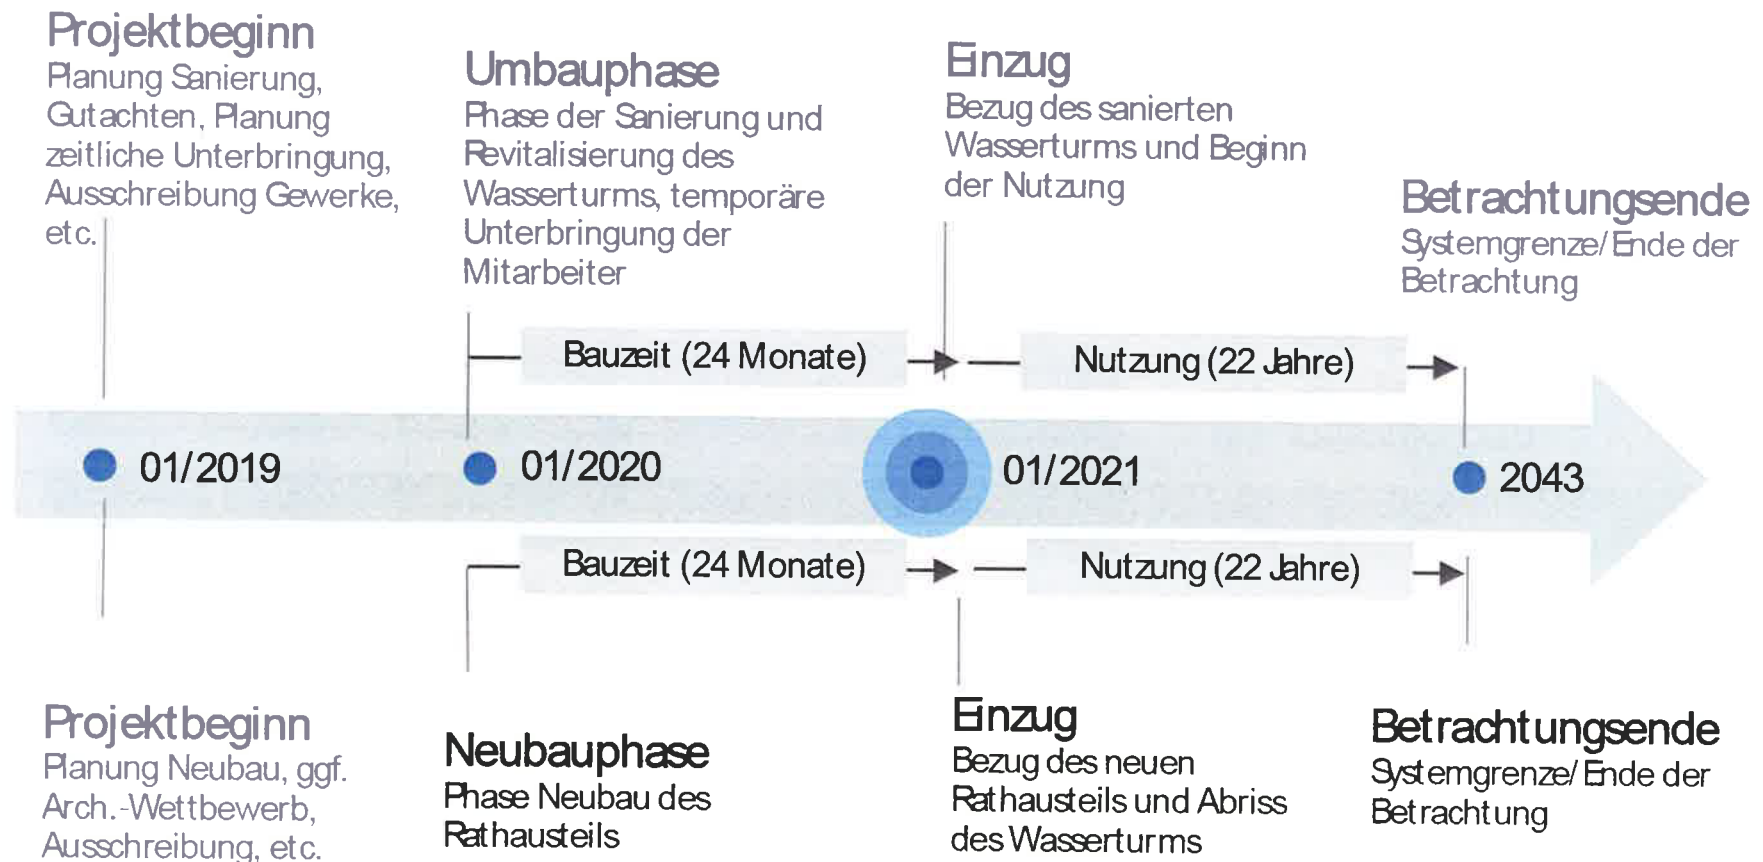 Projektbeginn
Planung Sanierung,
Gutachten, Planung
zeitliche Unterbringung,
Ausschreibung Gewerke,
etc.
Umbauphase
Phase der Sanierung und
Revitalisierung des
Wasserturms, temporäre
Unterbringung der
Mitarbeiter
Einzug
Bezug des sanierten
Wasserturms und Beginn
der Nutzung
Betrachtungsende
Systemgrenze/Ende der
Betrachtung
Bauzeit (24 Monate)
Nutzung (22 Jahre)
01/2019
01/2020
01/2021
2043
Bauzeit (24 Monate)
Nutzung (22 Jahre)
Projektbeginn
Planung Neubau, ggf.
Arch.-Wettbewerb,
Ausschreibung, etc.
Neubauphase
Phase Neubau des
Rathausteils
Einzug
Bezug des neuen
Rathausteils und Abriss
des Wasserturms
Betrachtungsende
Systemgrenze/Ende der
Betrachtung